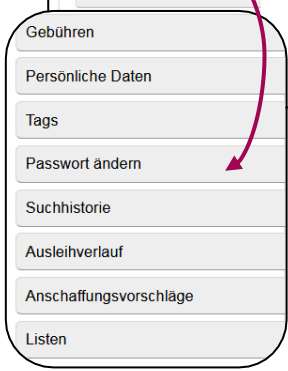 Gebühren
Persönliche Daten
Tags
Passwort ändern
Suchhistorie
Ausleihverlauf
Anschaffungsvorschläge
Listen